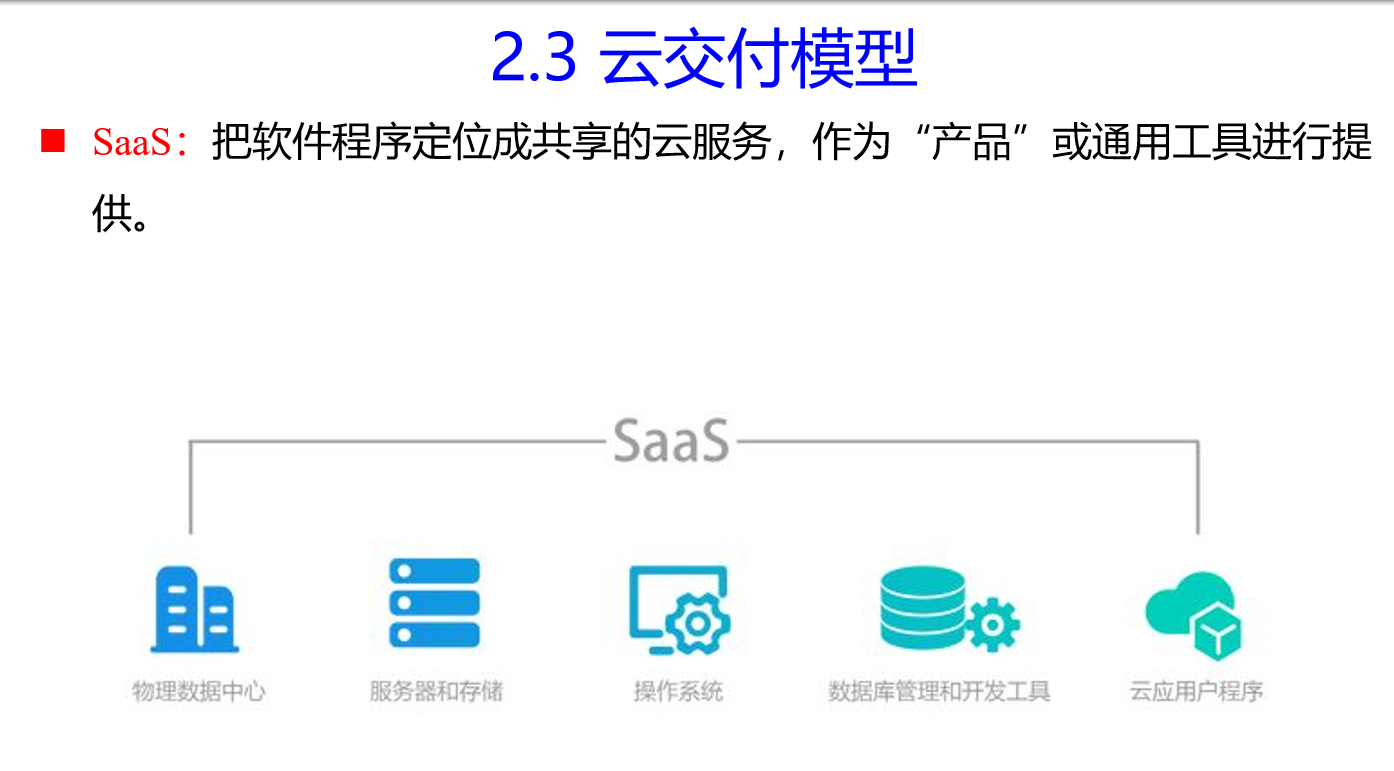 2.3 云交付模型
SaaS：把软件程序定位成共享的云服务，作为“产品”或通用工具进行提
供。
SaaS
物理数据中心
服务器和存储
操作系统
数据库管理和开发工具
云应用户程序